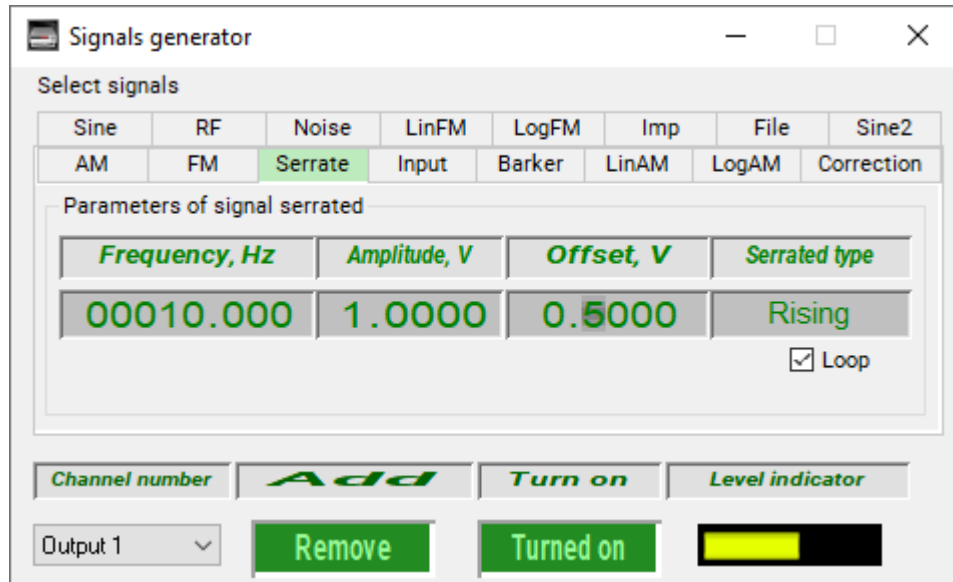 Signals generator
Select signals
Sine RF Noise LinFM LogFM Imp File Sine2
AM FM Serrate Input Barker LinAM LogAM Correction
Parameters of signal serrated
Frequency, Hz Amplitude, V Offset, V Serrated type
00010.000 1.0000 0.5000 Rising
Loop
Channel number Add Turn on Level indicator
Output 1 Remove Turned on